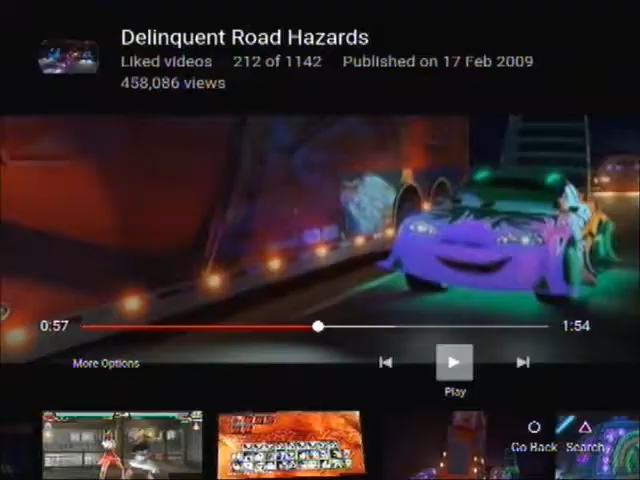 Delinquent Road Hazards
Liked videos 212 of 1142 Published on 17 Feb 2009
458,086 views
0:57
1:54
More Options
Play
Go Back Search